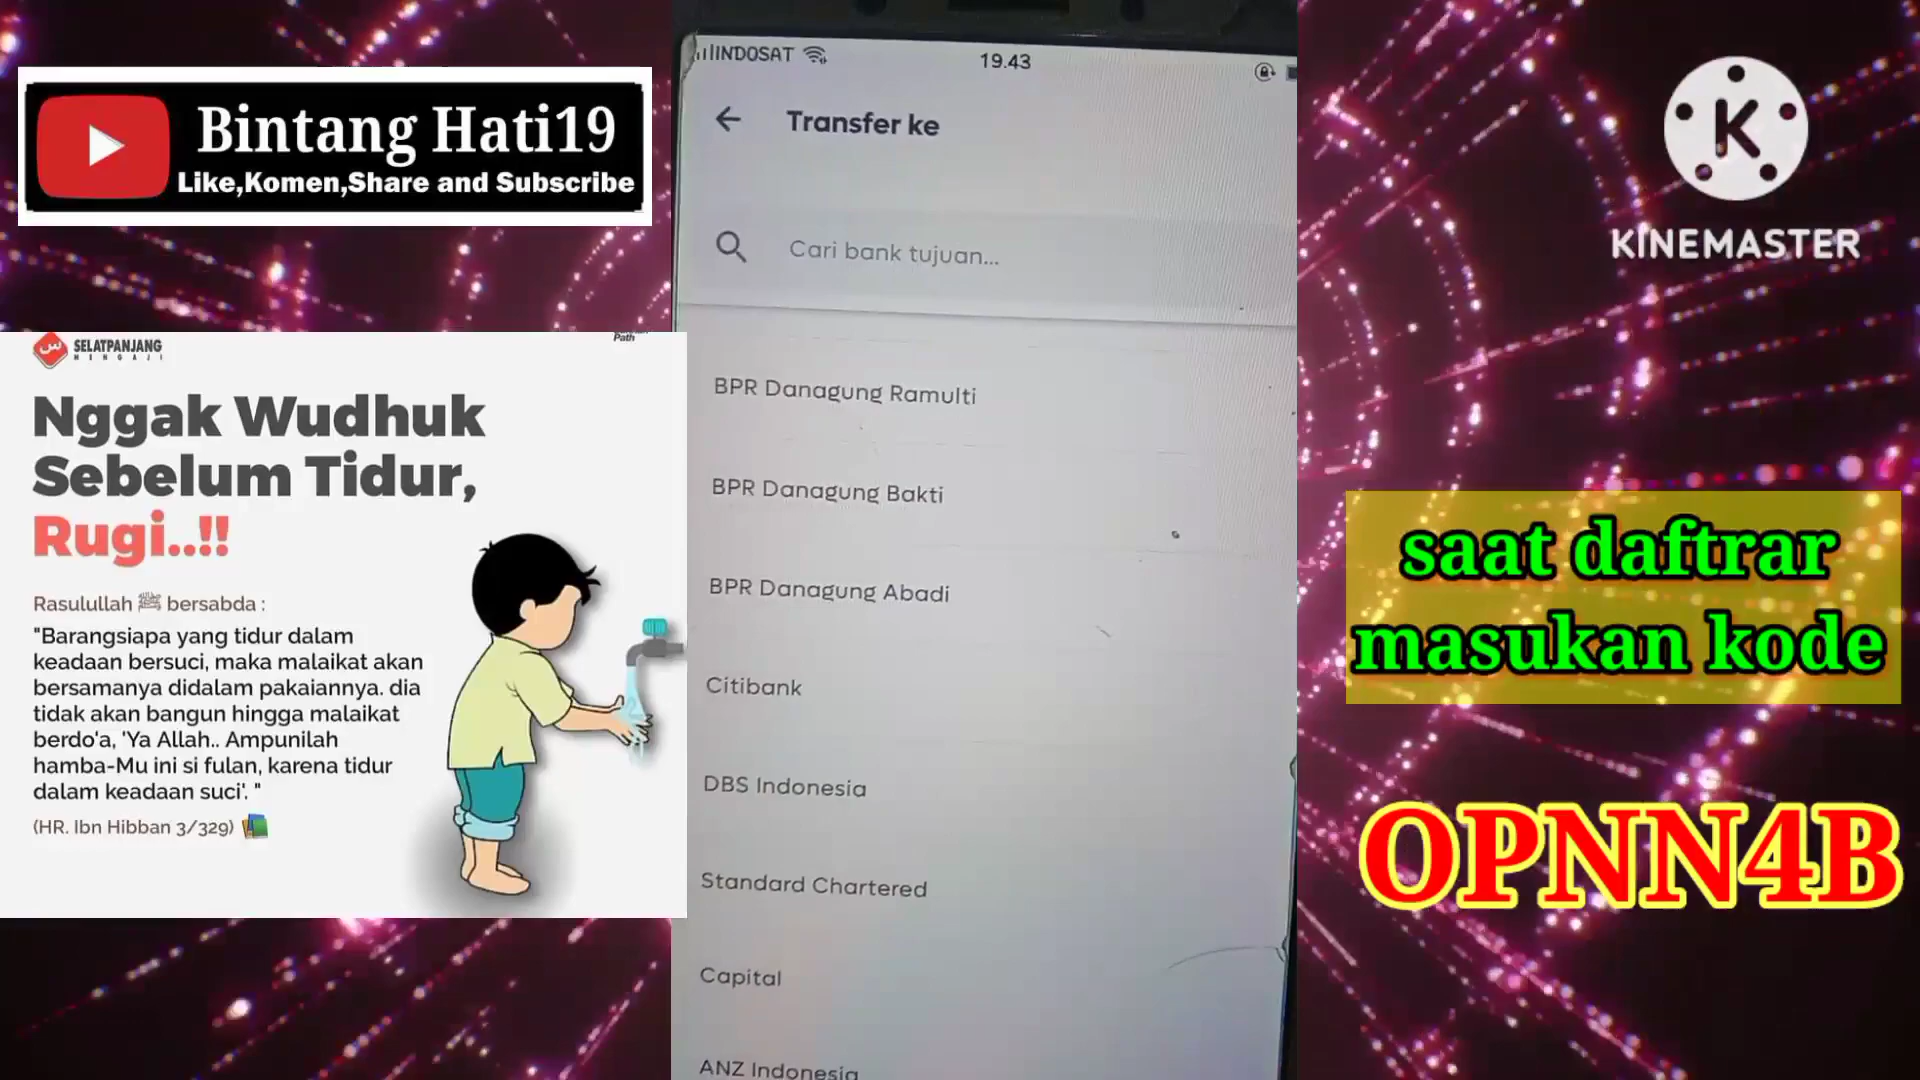 Bintang Hati19
Like,Komen,Share and Subscribe
SELATPANJANG
MENGAJI
Path
Nggak Wudhuk
Sebelum Tidur,
Rugi..!!
Rasulullah ﷺ bersabda :
"Barangsiapa yang tidur dalam
keadaan bersuci, maka malaikat akan
bersamanya didalam pakaiannya. dia
tidak akan bangun hingga malaikat
berdo'a, 'Ya Allah.. Ampunilah
hamba-Mu ini si fulan, karena tidur
dalam keadaan suci'. "
(HR. Ibn Hibban 3/329)
INDOSAT 19.43
Transfer ke
Cari bank tujuan...
BPR Danagung Ramulti
BPR Danagung Bakti
BPR Danagung Abadi
Citibank
DBS Indonesia
Standard Chartered
Capital
ANZ Indonesia
K
KINEMASTER
saat daftrar
masukan kode
OPNN4B